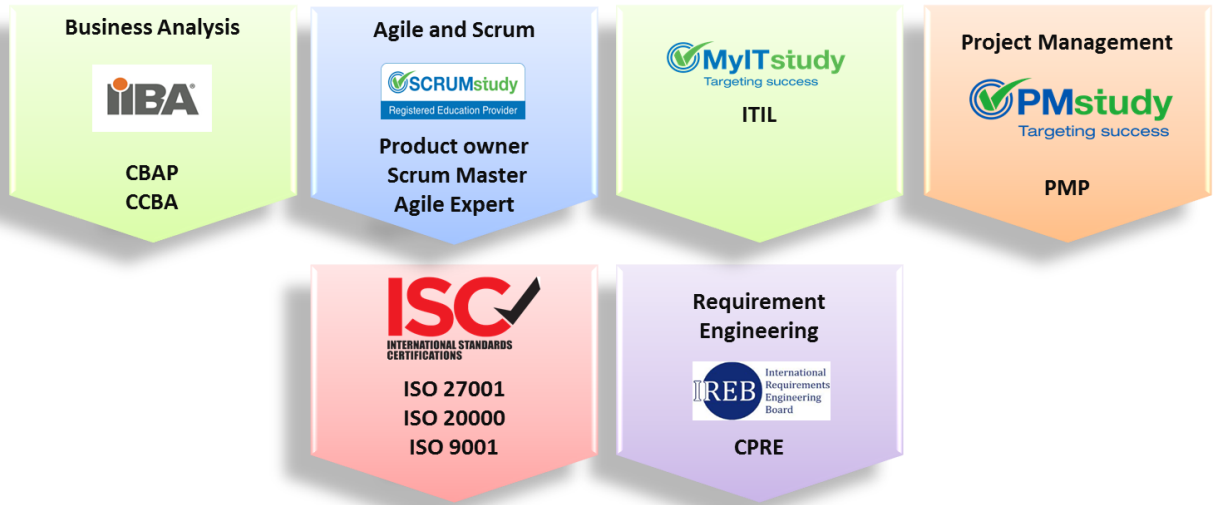 Business Analysis
iiBA®
CBAP
CCBA
Agile and Scrum
SCRUMstudy
Registered Education Provider
Product owner
Scrum Master
Agile Expert
MyITstudy
Targeting success
ITIL
Project Management
PMstudy
Targeting success
PMP
ISC
INTERNATIONAL STANDARDS
CERTIFICATIONS
ISO 27001
ISO 20000
ISO 9001
Requirement
Engineering
IREB
International
Requirements
Engineering
Board
CPRE